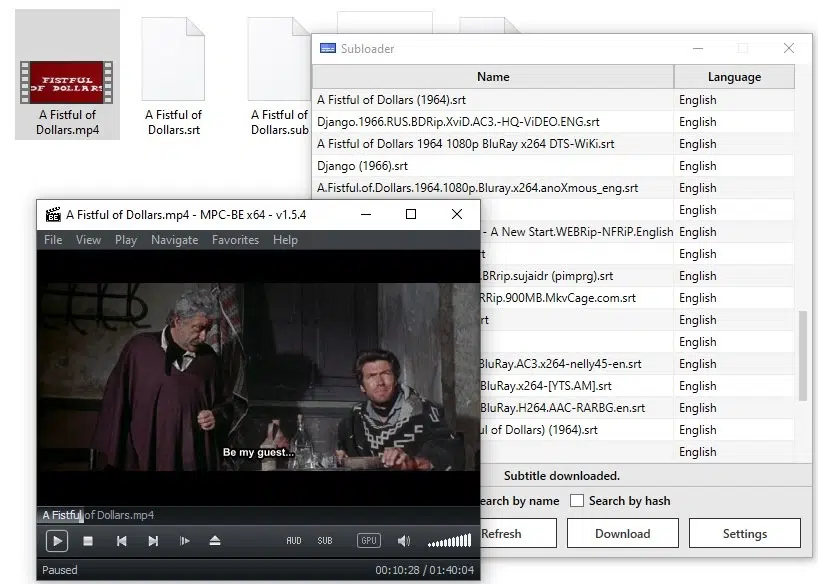 FISTFUL
OF DOLLARS
A Fistful of
Dollars.mp4
A Fistful of
Dollars.srt
A Fistful of
Dollars.sub
Subloader
Name Language
A Fistful of Dollars (1964).srt English
Django.1966.RUS.BDRip.XviD.AC3.-HQ-ViDEO.ENG.srt English
A Fistful of Dollars 1964 1080p BluRay x264 DTS-WiKi.srt English
Django (1966).srt English
A.Fistful.of.Dollars.1964.1080p.Bluray.x264.anoXmous_eng.srt English
English
- A New Start.WEBRip-NFRiP.English English
rt English
BRrip.sujaidr (pimprg).srt English
RRip.900MB.MkvCage.com.srt English
rt English
English
BluRay.AC3.x264-nelly45-en.srt English
BluRay.x264-[YTS.AM].srt English
BluRay.H264.AAC-RARBG.en.srt English
ul of Dollars) (1964).srt English
English
Subtitle downloaded.
earch by name Search by hash
Refresh Download Settings
A Fistful of Dollars.mp4 - MPC-BE x64 - v1.5.4
File View Play Navigate Favorites Help
Be my guest...
A Fistful of Dollars.mp4
AUD SUB GPU
Paused 00:10:28 / 01:40:04